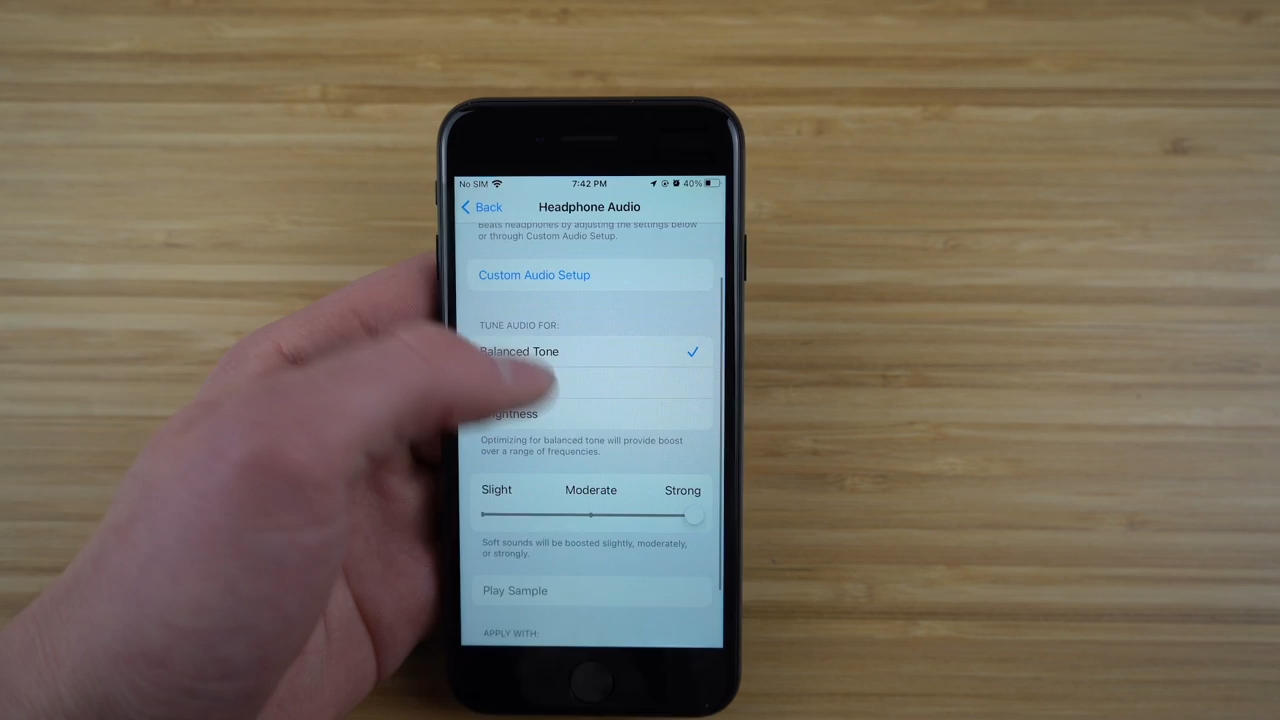 No SIM 7:42 PM 40%
Back Headphone Audio
Beats headphones by adjusting the settings below
or through Custom Audio Setup.
Custom Audio Setup
TUNE AUDIO FOR:
Balanced Tone
Brightness
Optimizing for balanced tone will provide boost
over a range of frequencies.
Slight Moderate Strong
Soft sounds will be boosted slightly, moderately,
or strongly.
Play Sample
APPLY WITH: